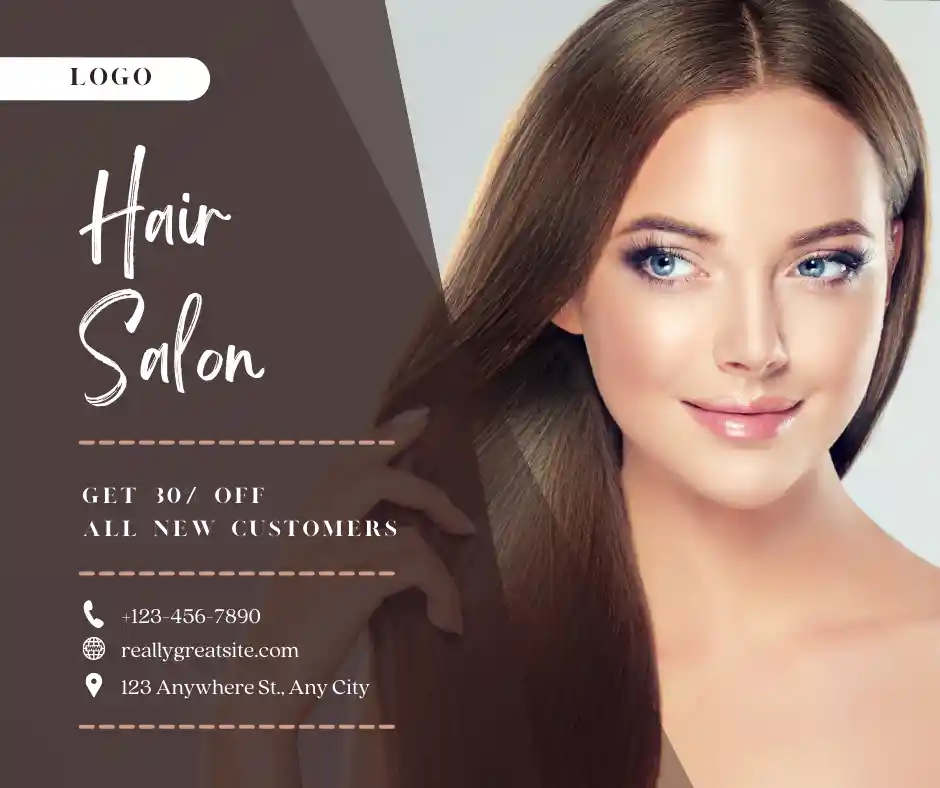 LOGO
Hair
Salon
GET 30/ OFF
ALL NEW CUSTOMERS
+123-456-7890
reallygreatsite.com
123 Anywhere St., Any City